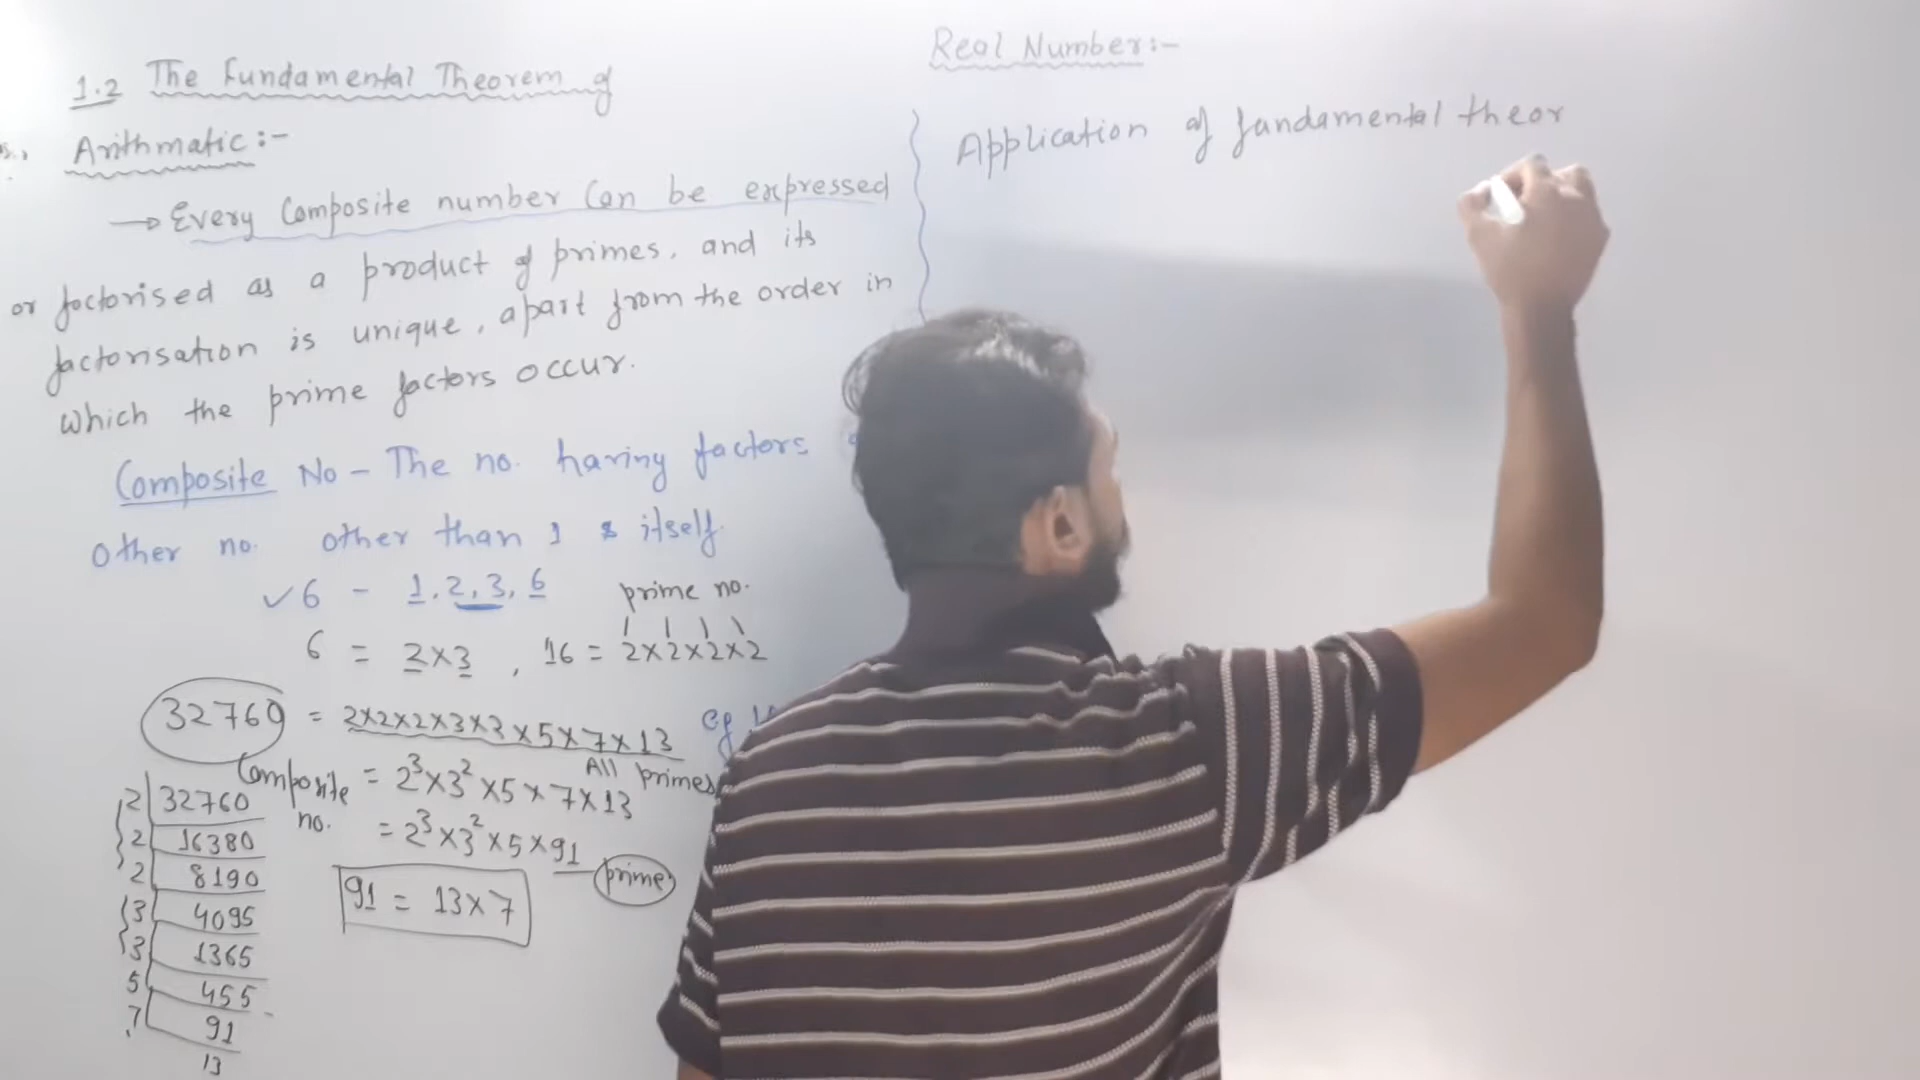 Real Number:-
1.2 The Fundamental Theorem of
Arithmatic:-
→ Every Composite number Can be expressed
or factorised as a product of primes, and its
factorisation is unique, apart from the order in
which the prime factors occur.
Composite No - The no. having factors
other no. other than 1 & itself.
✓6 - 1, 2, 3, 6
prime no.
6 = 2×3, 16 = 2×2×2×2
32760 = 2×2×2×3×3×5×7×13
All primes
Composite no.
= 2³×3²×5×7×13
= 2³×3²×5×91
prime
91 = 13×7
2 32760
2 16380
2 8190
3 4095
3 1365
5 455
7 91
13
eg
Application of fundamental theor